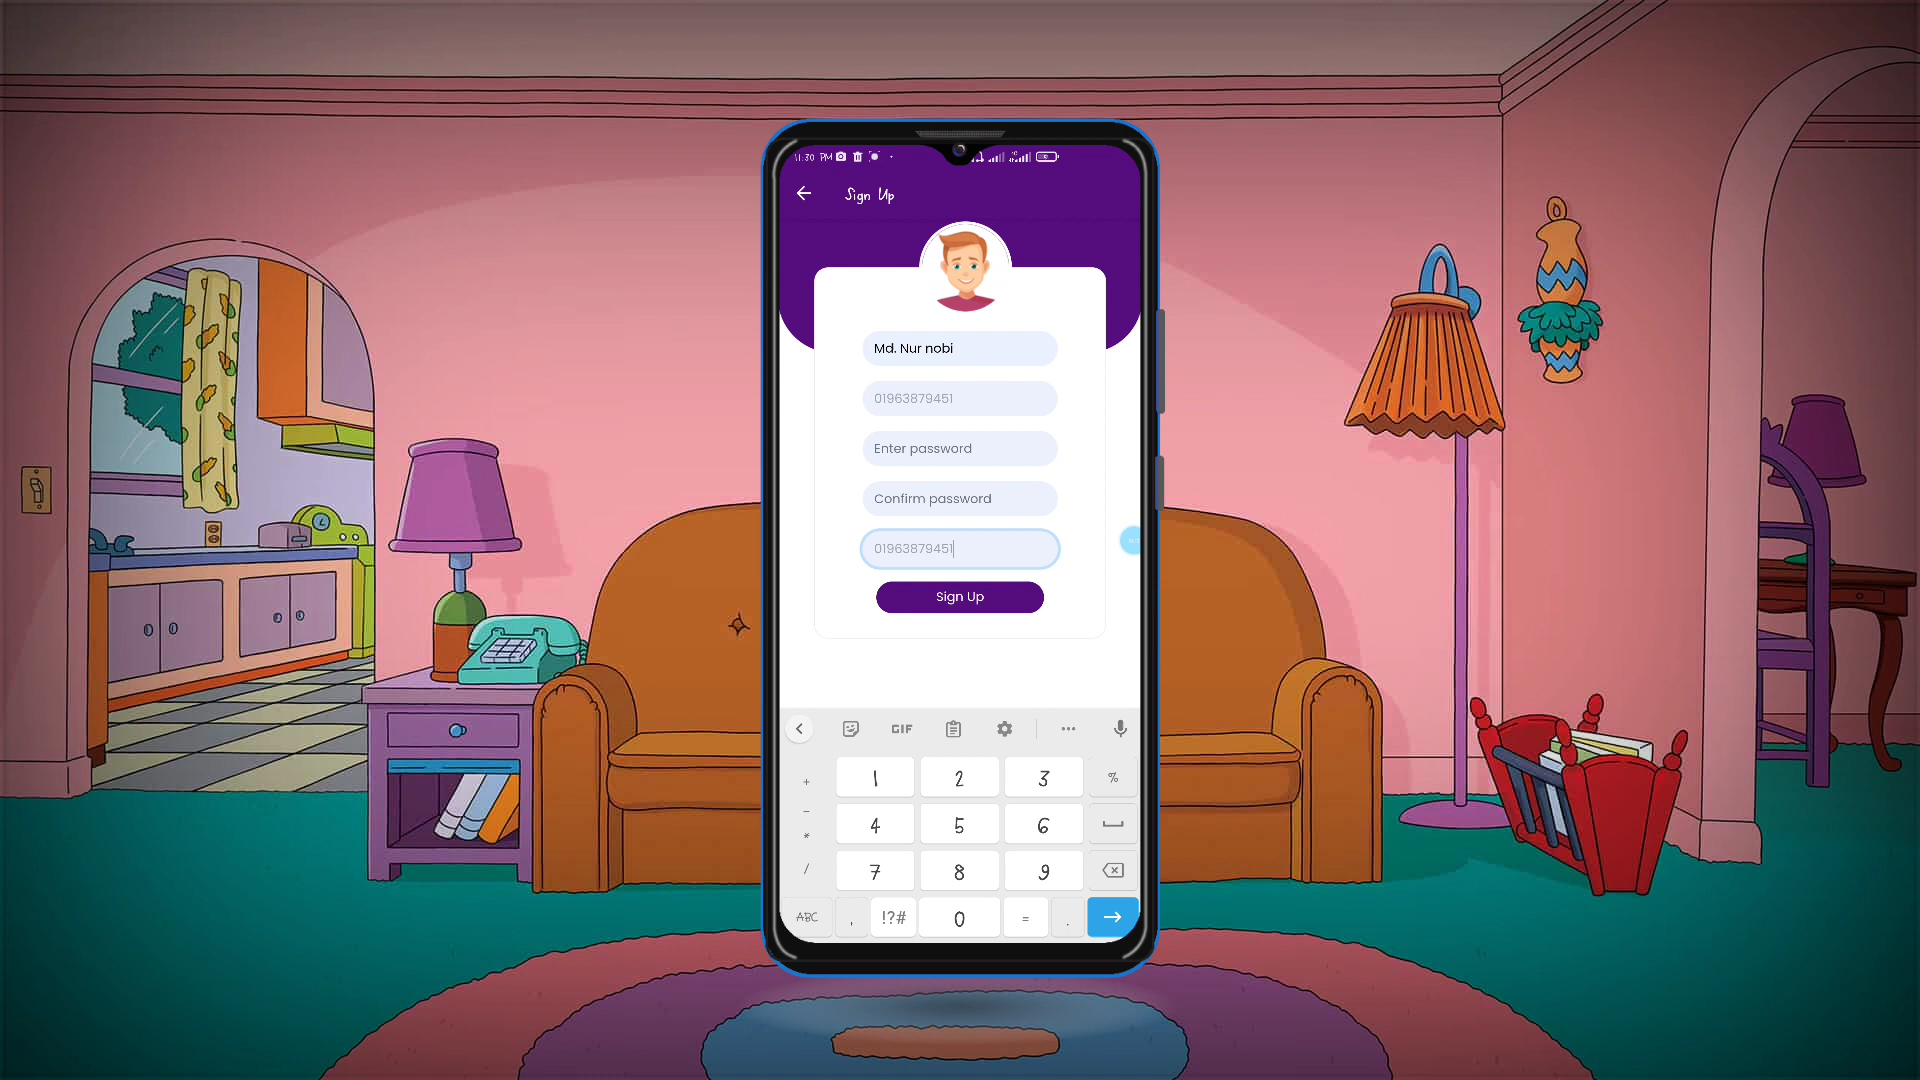 11:30 PM
Sign Up
Md. Nur nobi
01963879451
Enter password
Confirm password
01963879451
Sign Up
GIF
+ 1 2 3 %
- 4 5 6
*
/ 7 8 9
ABC , !?# 0 = .